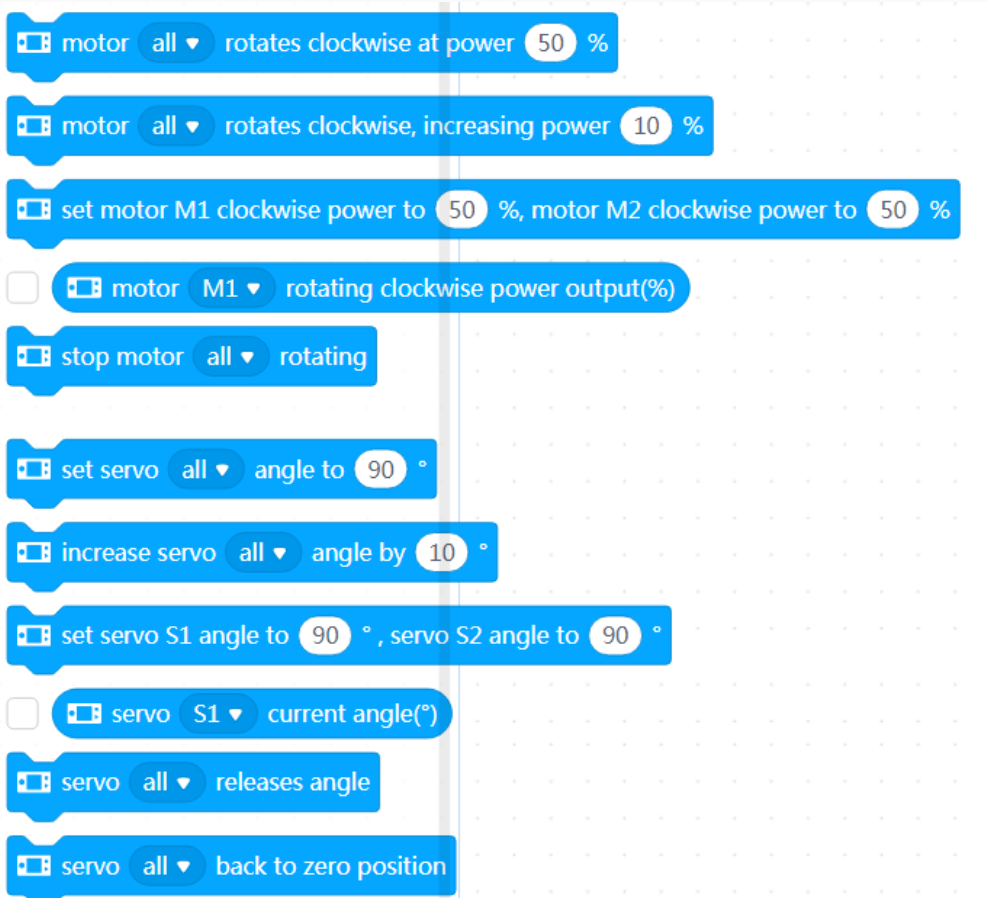 motor all rotates clockwise at power 50 %
motor all rotates clockwise, increasing power 10 %
set motor M1 clockwise power to 50 %, motor M2 clockwise power to 50 %
motor M1 rotating clockwise power output(%)
stop motor all rotating
set servo all angle to 90 °
increase servo all angle by 10 °
set servo S1 angle to 90 ° , servo S2 angle to 90 °
servo S1 current angle(°)
servo all releases angle
servo all back to zero position